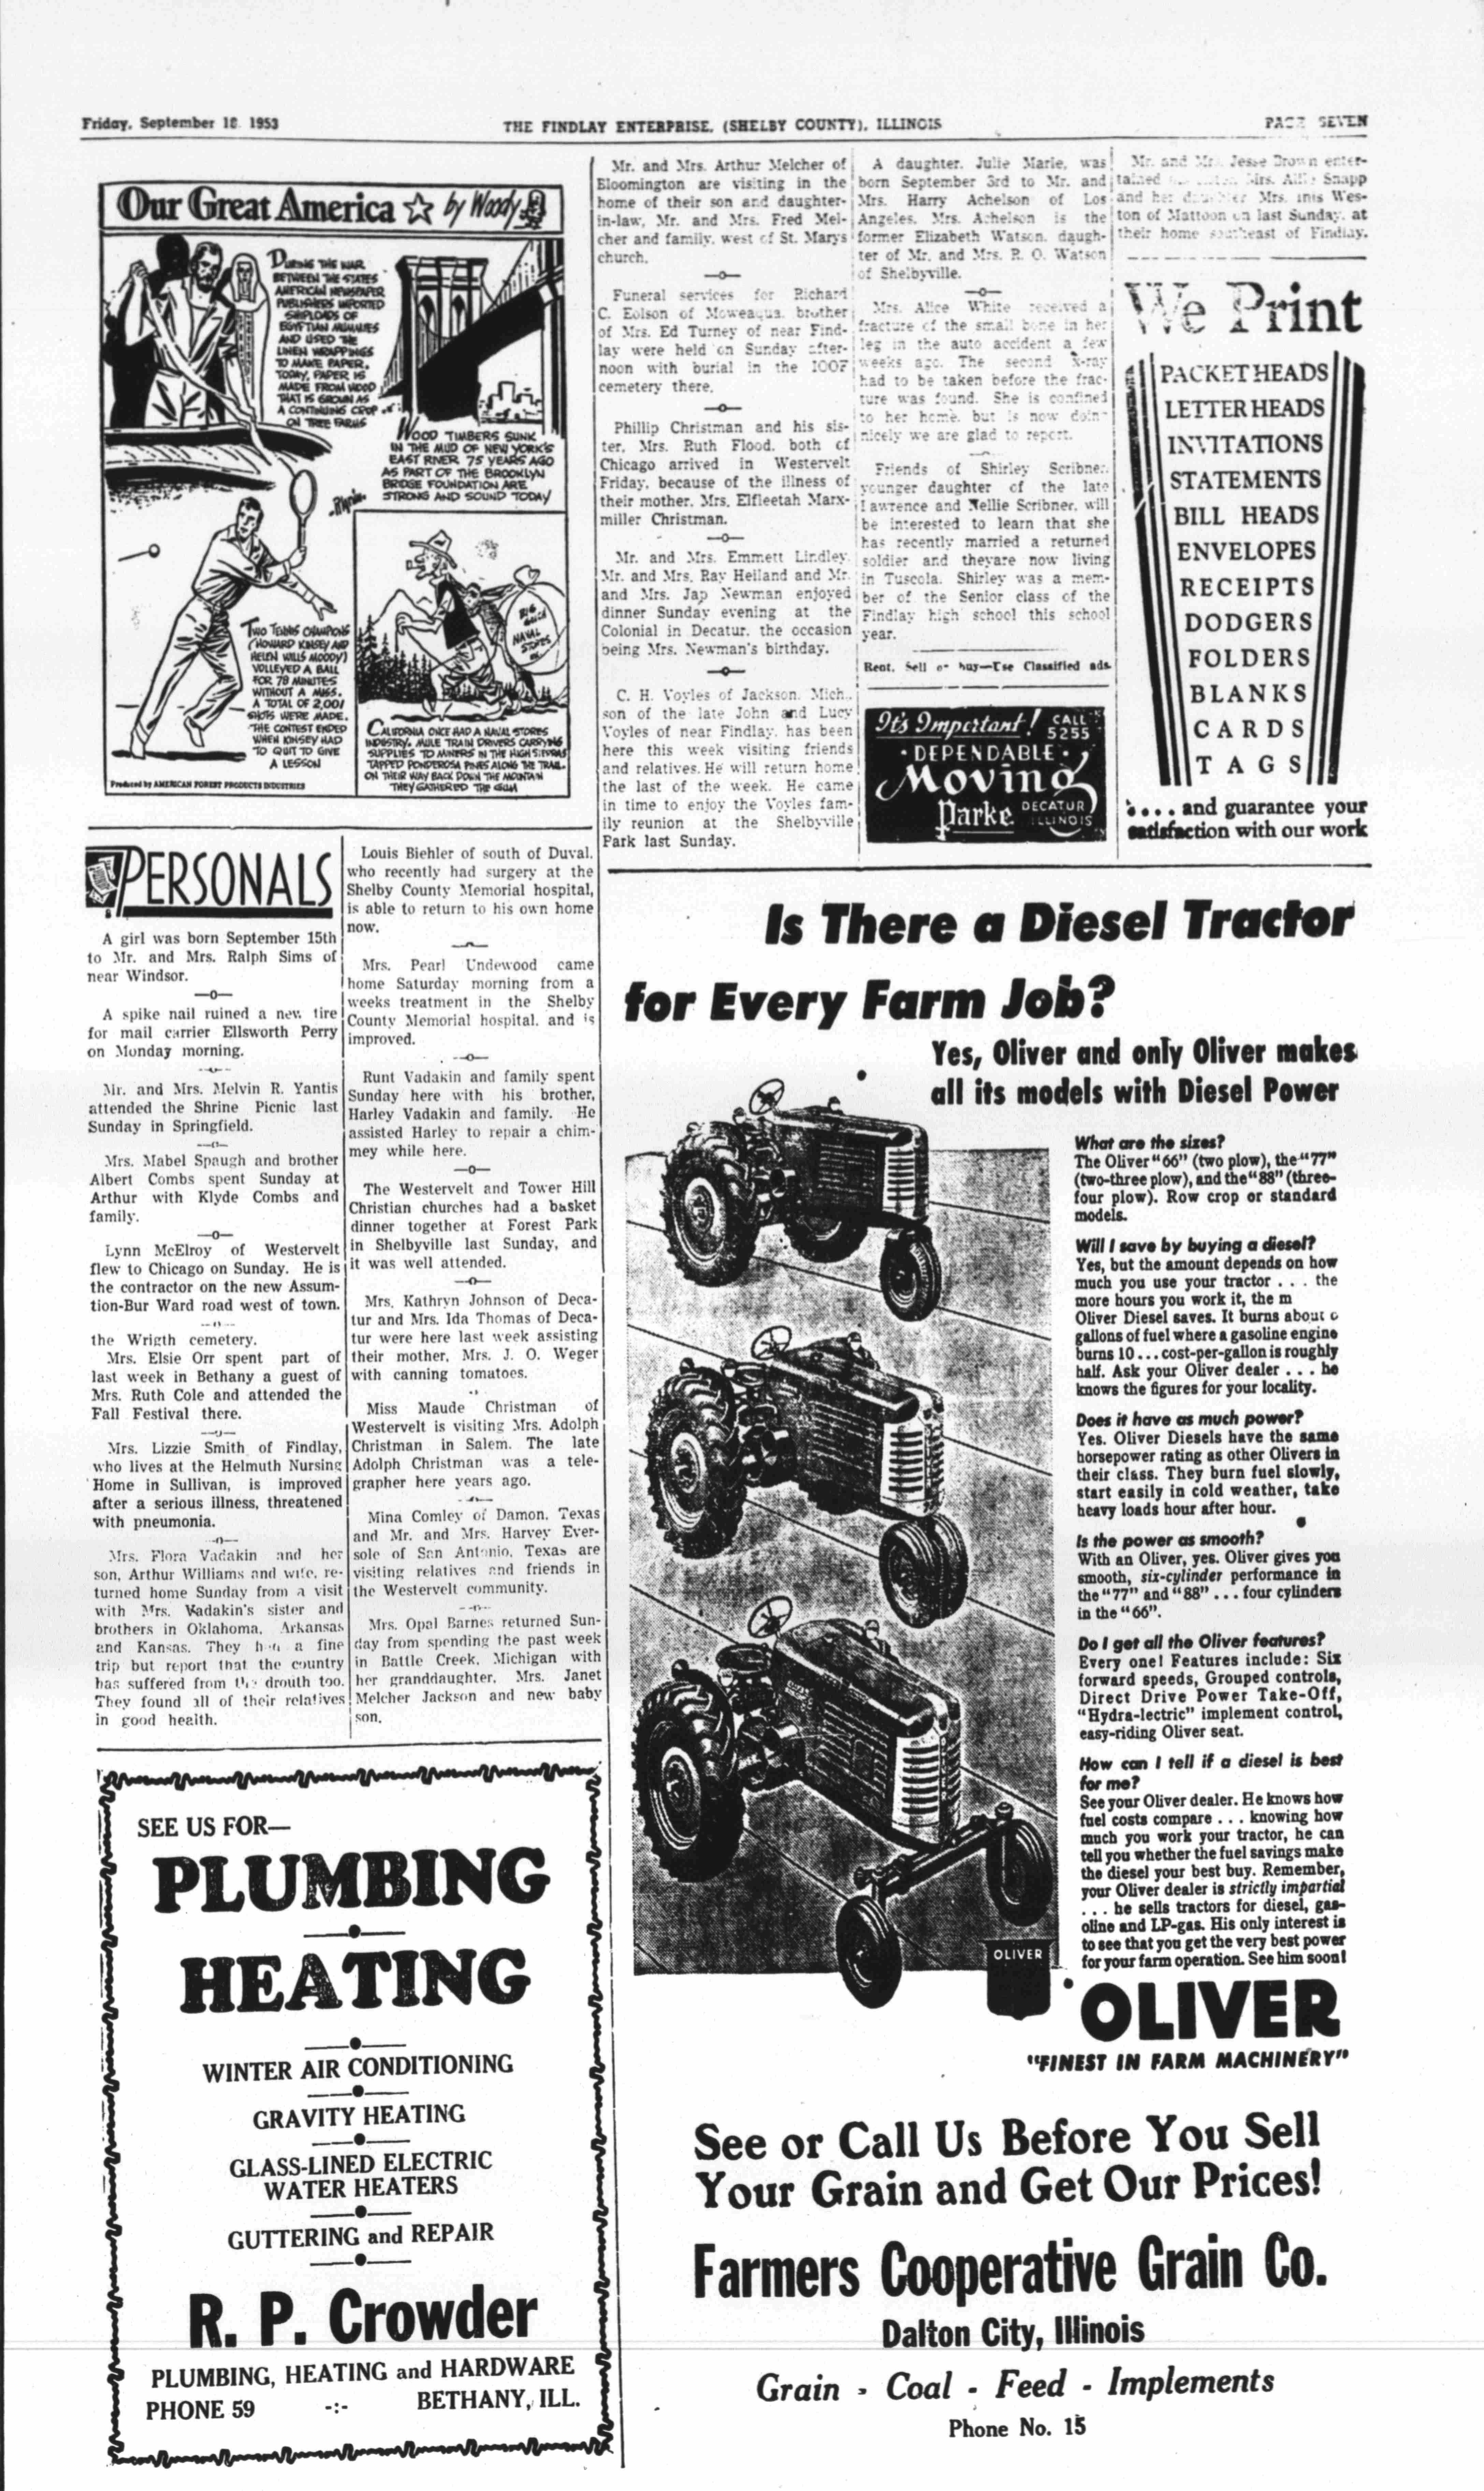 Friday, September 18 1953
THE FINDLAY ENTERPRISE, (SHELBY COUNTY), ILLINOIS
PAGE SEVEN
Our Great America ☆ by Woody
DURING THE WAR
BETWEEN THE STATES
AMERICAN NEWSPAPER
PUBLISHERS IMPORTED
SHIPLOADS OF
EGYPTIAN MUMMIES
AND USED THE
LINEN WRAPPINGS
TO MAKE PAPER.
TODAY, PAPER IS
MADE FROM WOOD
THAT IS GROWN AS
A CONTINUING CROP
ON TREE FARMS
WOOD TIMBERS SUNK
IN THE MUD OF NEW YORK'S
EAST RIVER 75 YEARS AGO
AS PART OF THE BROOKLYN
BRIDGE FOUNDATION ARE
STRONG AND SOUND TODAY
TWO TENNIS CHAMPIONS
(HOWARD KINSEY AND
HELEN WILLS MOODY)
VOLLEYED A BALL
FOR 78 MINUTES
WITHOUT A MISS.
A TOTAL OF 2,001
SHOTS WERE MADE.
THE CONTEST ENDED
WHEN KINSEY HAD
TO QUIT TO GIVE
A LESSON
BIG
NAVAL
STORES
CALIFORNIA ONCE HAD A NAVAL STORES
INDUSTRY. MULE TRAIN DRIVERS CARRYING
SUPPLIES TO MINERS IN THE HIGH SIERRAS
TAPPED PONDEROSA PINES ALONG THE TRAIL.
ON THEIR WAY BACK DOWN THE MOUNTAIN
THEY GATHERED THE GUM
Produced by AMERICAN FOREST PRODUCTS INDUSTRIES
PERSONALS
A girl was born September 15th
to Mr. and Mrs. Ralph Sims of
near Windsor.
—o—
A spike nail ruined a new tire
for mail carrier Ellsworth Perry
on Monday morning.
Mr. and Mrs. Melvin R. Yantis
attended the Shrine Picnic last
Sunday in Springfield.
—o—
Mrs. Mabel Spaugh and brother
Albert Combs spent Sunday at
Arthur with Klyde Combs and
family.
—o—
Lynn McElroy of Westervelt
flew to Chicago on Sunday. He is
the contractor on the new Assum-
tion-Bur Ward road west of town.
the Wrigth cemetery.
Mrs. Elsie Orr spent part of
last week in Bethany a guest of
Mrs. Ruth Cole and attended the
Fall Festival there.
Mrs. Lizzie Smith of Findlay,
who lives at the Helmuth Nursing
Home in Sullivan, is improved
after a serious illness, threatened
with pneumonia.
Mrs. Flora Vadakin and her
son, Arthur Williams and wife, re-
turned home Sunday from a visit
with Mrs. Vadakin's sister and
brothers in Oklahoma, Arkansas
and Kansas. They a fine
trip but report that the country
has suffered from the drouth too.
They found all of their relatives
in good health.
Louis Biehler of south of Duval,
who recently had surgery at the
Shelby County Memorial hospital,
is able to return to his own home
now.
Mrs. Pearl Undewood came
home Saturday morning from a
weeks treatment in the Shelby
County Memorial hospital, and is
improved.
—o—
Runt Vadakin and family spent
Sunday here with his brother,
Harley Vadakin and family. He
assisted Harley to repair a chim-
mey while here.
—o—
The Westervelt and Tower Hill
Christian churches had a basket
dinner together at Forest Park
in Shelbyville last Sunday, and
it was well attended.
—o—
Mrs. Kathryn Johnson of Deca-
tur and Mrs. Ida Thomas of Deca-
tur were here last week assisting
their mother, Mrs. J. O. Weger
with canning tomatoes.
Miss Maude Christman of
Westervelt is visiting Mrs. Adolph
Christman in Salem. The late
Adolph Christman was a tele-
grapher here years ago.
Mina Comley of Damon, Texas
and Mr. and Mrs. Harvey Ever-
sole of San Antonio, Texas are
visiting relatives and friends in
the Westervelt community.
Mrs. Opal Barnes returned Sun-
day from spending the past week
in Battle Creek, Michigan with
her granddaughter, Mrs. Janet
Melcher Jackson and new baby
son.
Mr. and Mrs. Arthur Melcher of
Bloomington are visiting in the
home of their son and daughter-
in-law, Mr. and Mrs. Fred Mel-
cher and family, west of St. Marys
church.
—o—
Funeral services for Richard
C. Eolson of Moweaqua, brother
of Mrs. Ed Turney of near Find-
lay were held on Sunday after-
noon with burial in the IOOF
cemetery there.
—o—
Phillip Christman and his sis-
ter, Mrs. Ruth Flood, both of
Chicago arrived in Westervelt
Friday, because of the illness of
their mother, Mrs. Elfleetah Marx-
miller Christman.
—o—
Mr. and Mrs. Emmett Lindley,
Mr. and Mrs. Ray Heiland and Mr.
and Mrs. Jap Newman enjoyed
dinner Sunday evening at the
Colonial in Decatur, the occasion
being Mrs. Newman's birthday.
—o—
C. H. Voyles of Jackson, Mich.,
son of the late John and Lucy
Voyles of near Findlay, has been
here this week visiting friends
and relatives. He will return home
the last of the week. He came
in time to enjoy the Voyles fam-
ily reunion at the Shelbyville
Park last Sunday.
A daughter, Julie Marie, was
born September 3rd to Mr. and
Mrs. Harry Achelson of Los
Angeles. Mrs. Achelson is the
former Elizabeth Watson, daugh-
ter of Mr. and Mrs. R. O. Watson
of Shelbyville.
—o—
Mrs. Alice White received a
fracture of the small bone in her
leg in the auto accident a few
weeks ago. The second X-ray
had to be taken before the frac-
ture was found. She is confined
to her home, but is now doing
nicely we are glad to report.
Friends of Shirley Scribner,
younger daughter of the late
Lawrence and Nellie Scribner, will
be interested to learn that she
has recently married a returned
soldier and theyare now living
in Tuscola. Shirley was a mem-
ber of the Senior class of the
Findlay high school this school
year.
Rent, Sell or buy—Use Classified ads.
It's Important! CALL
5255
• DEPENDABLE •
Moving
Parke DECATUR
ILLINOIS
Mr. and Mrs. Jesse Brown enter-
tained Mrs. Snapp
and her daughter Mrs. Wes-
ton of Mattoon on last Sunday, at
their home southeast of Findlay.
We Print
PACKET HEADS
LETTER HEADS
INVITATIONS
STATEMENTS
BILL HEADS
ENVELOPES
RECEIPTS
DODGERS
FOLDERS
BLANKS
CARDS
TAGS
.... and guarantee your
satisfaction with our work
Is There a Diesel Tractor
for Every Farm Job?
Yes, Oliver and only Oliver makes
all its models with Diesel Power
What are the sizes?
The Oliver "66" (two plow), the "77"
(two-three plow), and the "88" (three-
four plow). Row crop or standard
models.
Will I save by buying a diesel?
Yes, but the amount depends on how
much you use your tractor . . . the
more hours you work it, the m
Oliver Diesel saves. It burns about
gallons of fuel where a gasoline engine
burns 10 . . . cost-per-gallon is roughly
half. Ask your Oliver dealer . . . he
knows the figures for your locality.
Does it have as much power?
Yes. Oliver Diesels have the same
horsepower rating as other Olivers in
their class. They burn fuel slowly,
start easily in cold weather, take
heavy loads hour after hour.
Is the power as smooth?
With an Oliver, yes. Oliver gives you
smooth, six-cylinder performance in
the "77" and "88" . . . four cylinders
in the "66".
Do I get all the Oliver features?
Every one! Features include: Six
forward speeds, Grouped controls,
Direct Drive Power Take-Off,
"Hydra-lectric" implement control,
easy-riding Oliver seat.
How can I tell if a diesel is best
for me?
See your Oliver dealer. He knows how
fuel costs compare . . . knowing how
much you work your tractor, he can
tell you whether the fuel savings make
the diesel your best buy. Remember,
your Oliver dealer is strictly impartial
. . . he sells tractors for diesel, gas-
oline and LP-gas. His only interest is
to see that you get the very best power
for your farm operation. See him soon!
OLIVER
OLIVER
"FINEST IN FARM MACHINERY"
See or Call Us Before You Sell
Your Grain and Get Our Prices!
Farmers Cooperative Grain Co.
Dalton City, Illinois
Grain - Coal - Feed - Implements
Phone No. 15
SEE US FOR—
PLUMBING
HEATING
WINTER AIR CONDITIONING
GRAVITY HEATING
GLASS-LINED ELECTRIC
WATER HEATERS
GUTTERING and REPAIR
R. P. Crowder
PLUMBING, HEATING and HARDWARE
PHONE 59 -:- BETHANY, ILL.